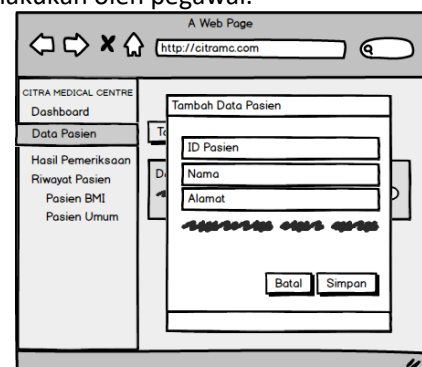 dilakukan oleh pegawai.
A Web Page
http://citramc.com
CITRA MEDICAL CENTRE
Dashboard
Data Pasien
Hasil Pemeriksaan
Riwayat Pasien
Pasien BMI
Pasien Umum
Tambah Data Pasien
ID Pasien
Nama
Alamat
Batal
Simpan